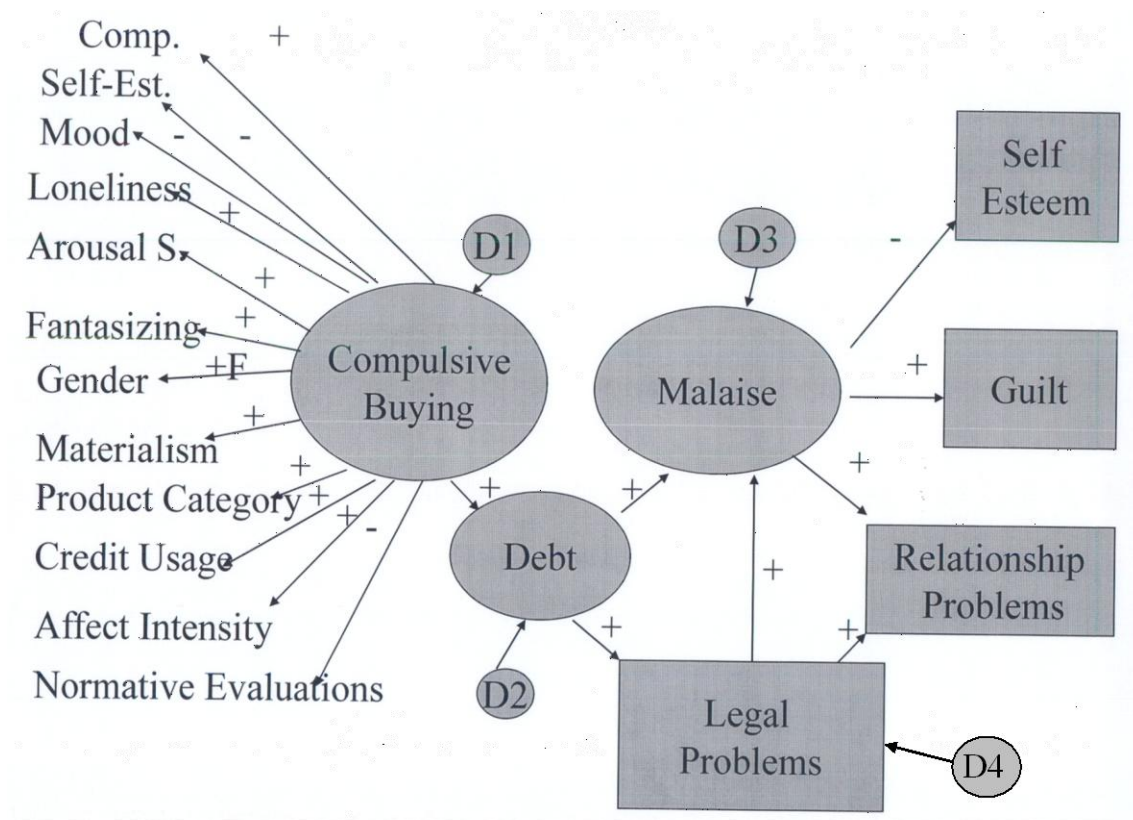 Comp.
+
Self-Est.
Mood
-
-
Loneliness
+
Arousal S.
+
Fantasizing
+
Gender
+F
Materialism
+
Product Category
+
Credit Usage
+
Affect Intensity
+
Normative Evaluations
-
D1
Compulsive
Buying
+
Debt
D2
+
+
D3
Malaise
+
Legal
Problems
D4
-
Self
Esteem
+
Guilt
+
+
Relationship
Problems